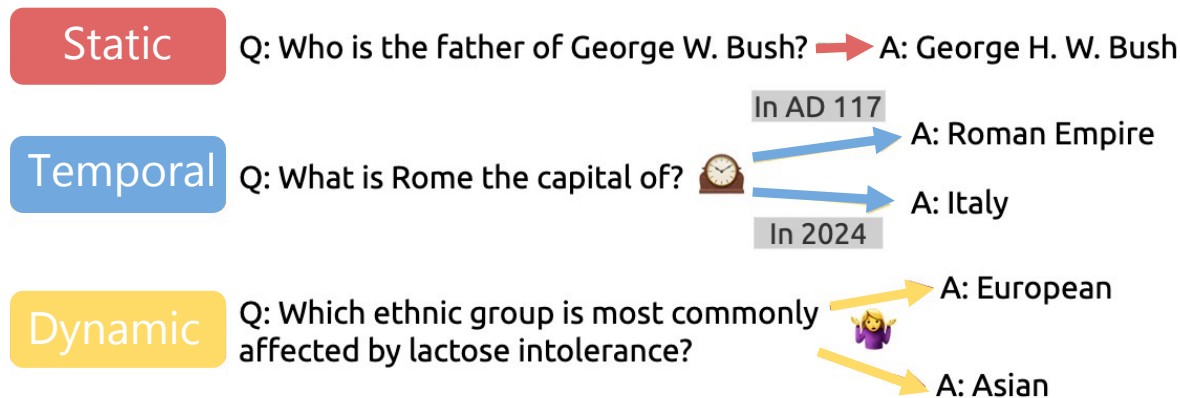 Static
Q: Who is the father of George W. Bush?
A: George H. W. Bush
Temporal
Q: What is Rome the capital of?
In AD 117
A: Roman Empire
A: Italy
In 2024
Dynamic
Q: Which ethnic group is most commonly
affected by lactose intolerance?
A: European
A: Asian